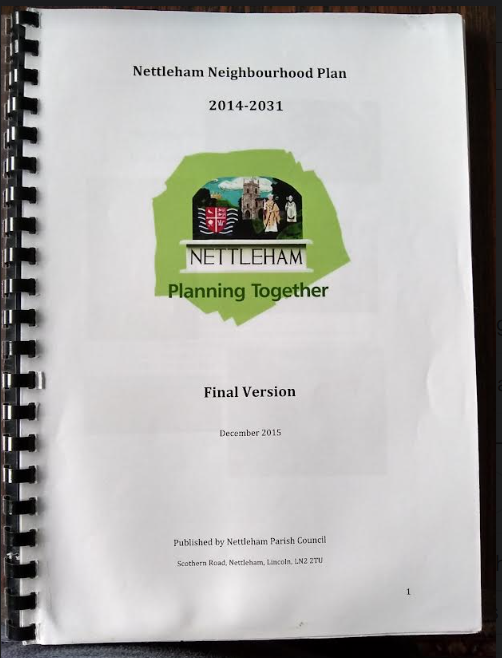 Nettleham Neighbourhood Plan
2014-2031
NETTLEHAM
Planning Together
Final Version
December 2015
Published by Nettleham Parish Council
Scothern Road, Nettleham, Lincoln, LN2 2TU
1